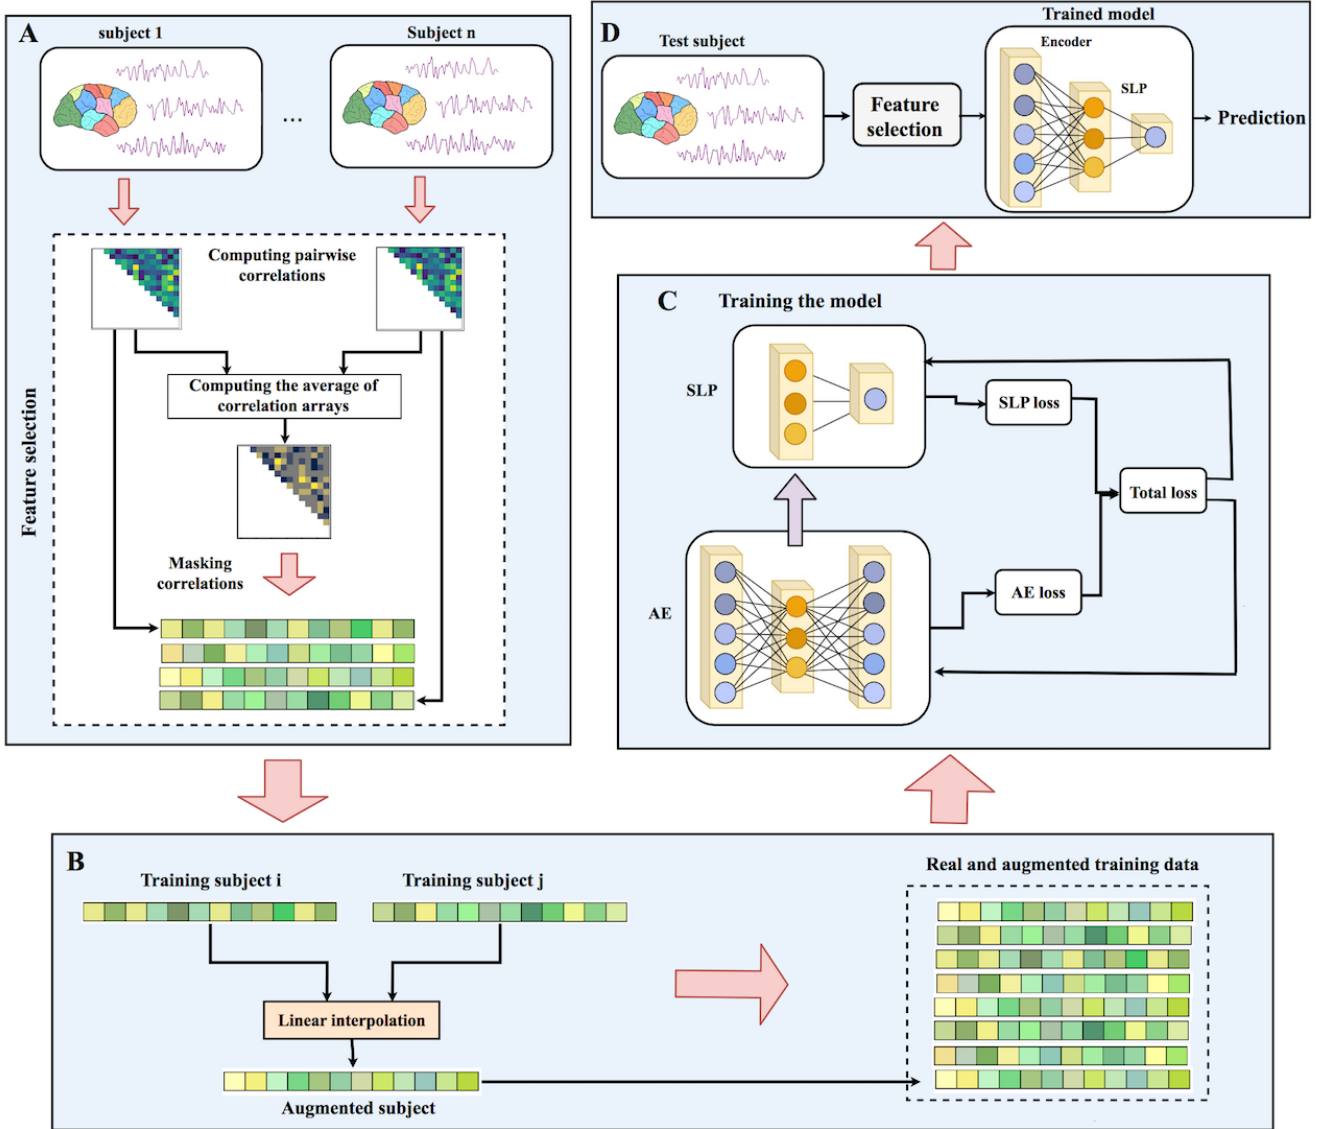 A
subject 1
Subject n
...
Computing pairwise
correlations
Computing the average of
correlation arrays
Feature selection
Masking
correlations
D
Test subject
Feature
selection
Trained model
Encoder
SLP
Prediction
C
Training the model
SLP
SLP loss
Total loss
AE
AE loss
B
Training subject i
Training subject j
Linear interpolation
Augmented subject
Real and augmented training data